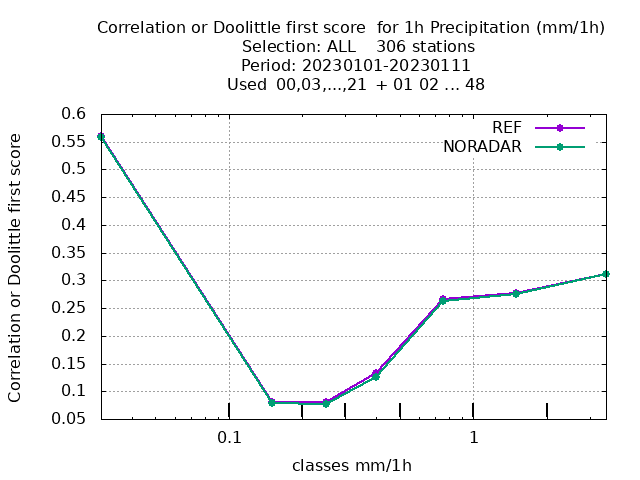 Correlation or Doolittle first score  for 1h Precipitation (mm/1h)
Selection: ALL    306 stations
Period: 20230101-20230111
Used  00,03,...,21  + 01 02 ... 48
REF
NORADAR
Correlation or Doolittle first score
0.6
0.55
0.5
0.45
0.4
0.35
0.3
0.25
0.2
0.15
0.1
0.05
0.1
1
classes mm/1h